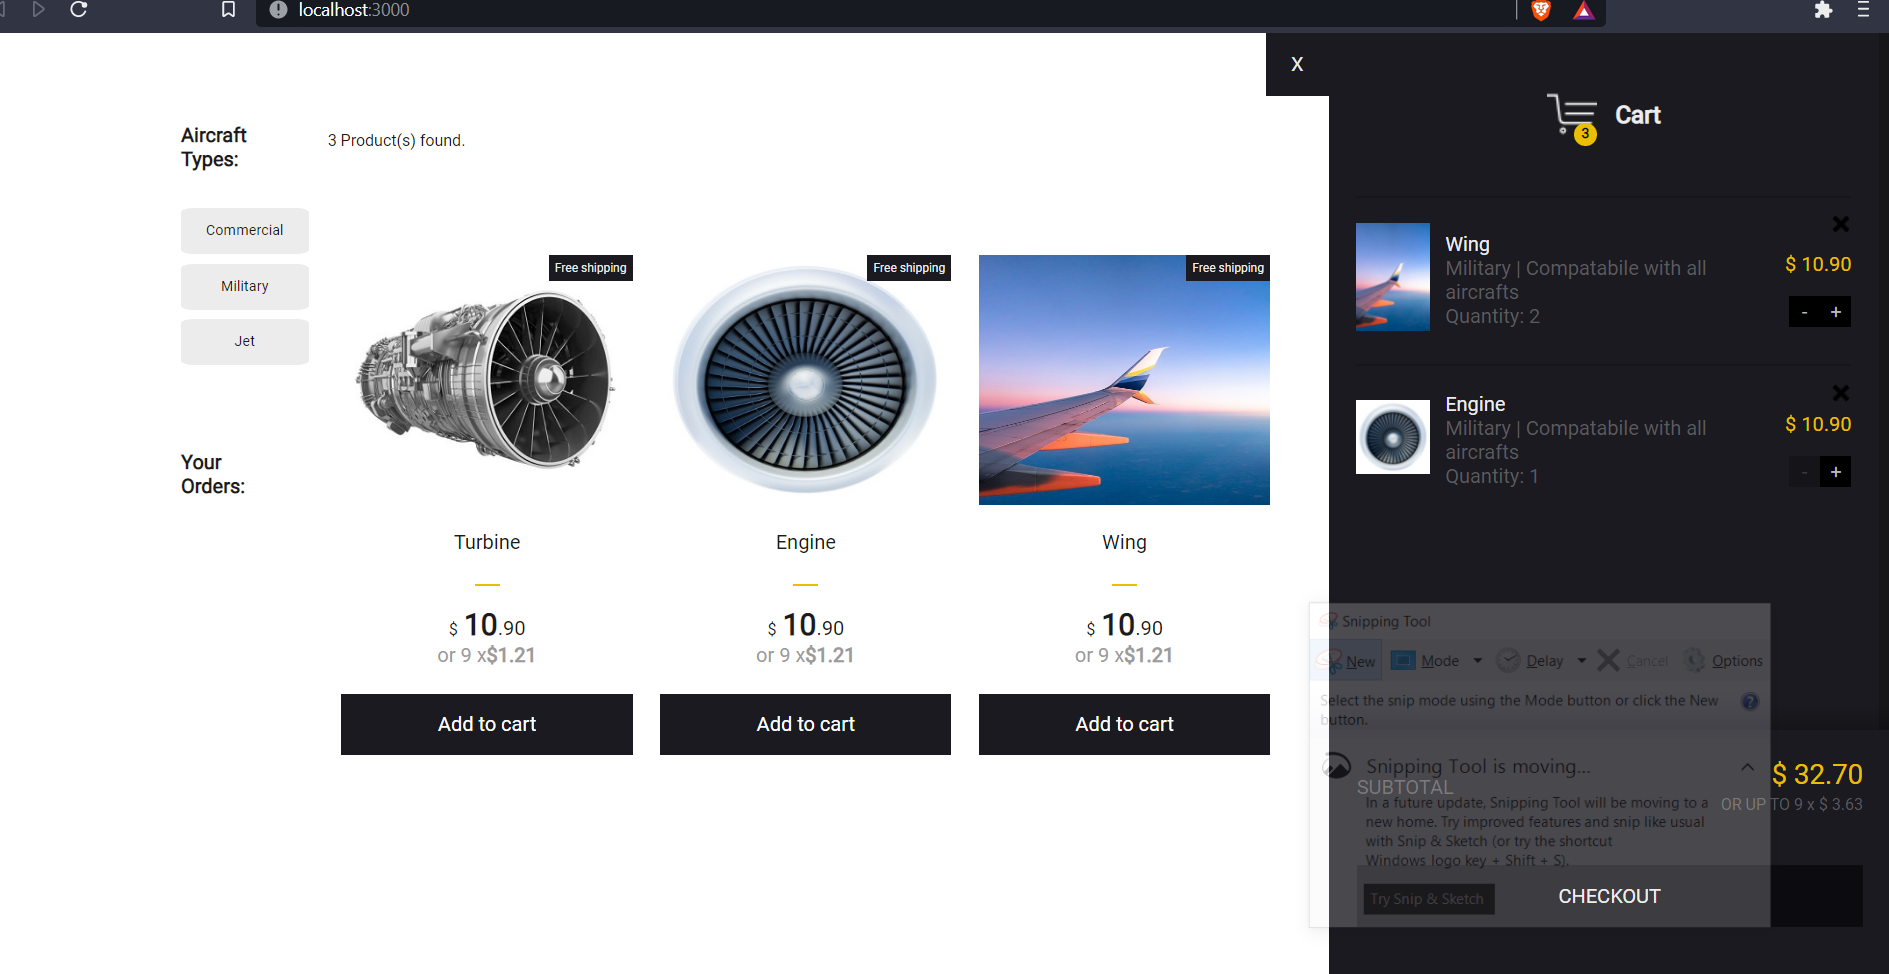 localhost:3000
X
Cart
3
Aircraft
Types:
3 Product(s) found.
Commercial
Military
Jet
Your
Orders:
Free shipping
Turbine
$ 10.90
or 9 x$1.21
Add to cart
Free shipping
Engine
$ 10.90
or 9 x$1.21
Add to cart
Free shipping
Wing
$ 10.90
or 9 x$1.21
Add to cart
Wing
Military | Compatabile with all
aircrafts
Quantity: 2
$ 10.90
- +
Engine
Military | Compatabile with all
aircrafts
Quantity: 1
$ 10.90
- +
Snipping Tool
New Mode Delay Cancel Options
Select the snip mode using the Mode button or click the New
button.
?
Snipping Tool is moving...
In a future update, Snipping Tool will be moving to a
new home. Try improved features and snip like usual
with Snip & Sketch (or try the shortcut
Windows logo key + Shift + S).
Try Snip & Sketch
SUBTOTAL
$ 32.70
OR UP TO 9 x $ 3.63
CHECKOUT